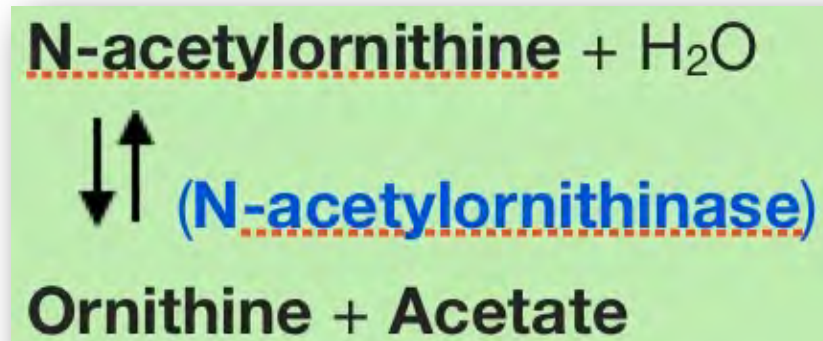 N-acetylornithine + H₂O
(N-acetylornithinase)
Ornithine + Acetate